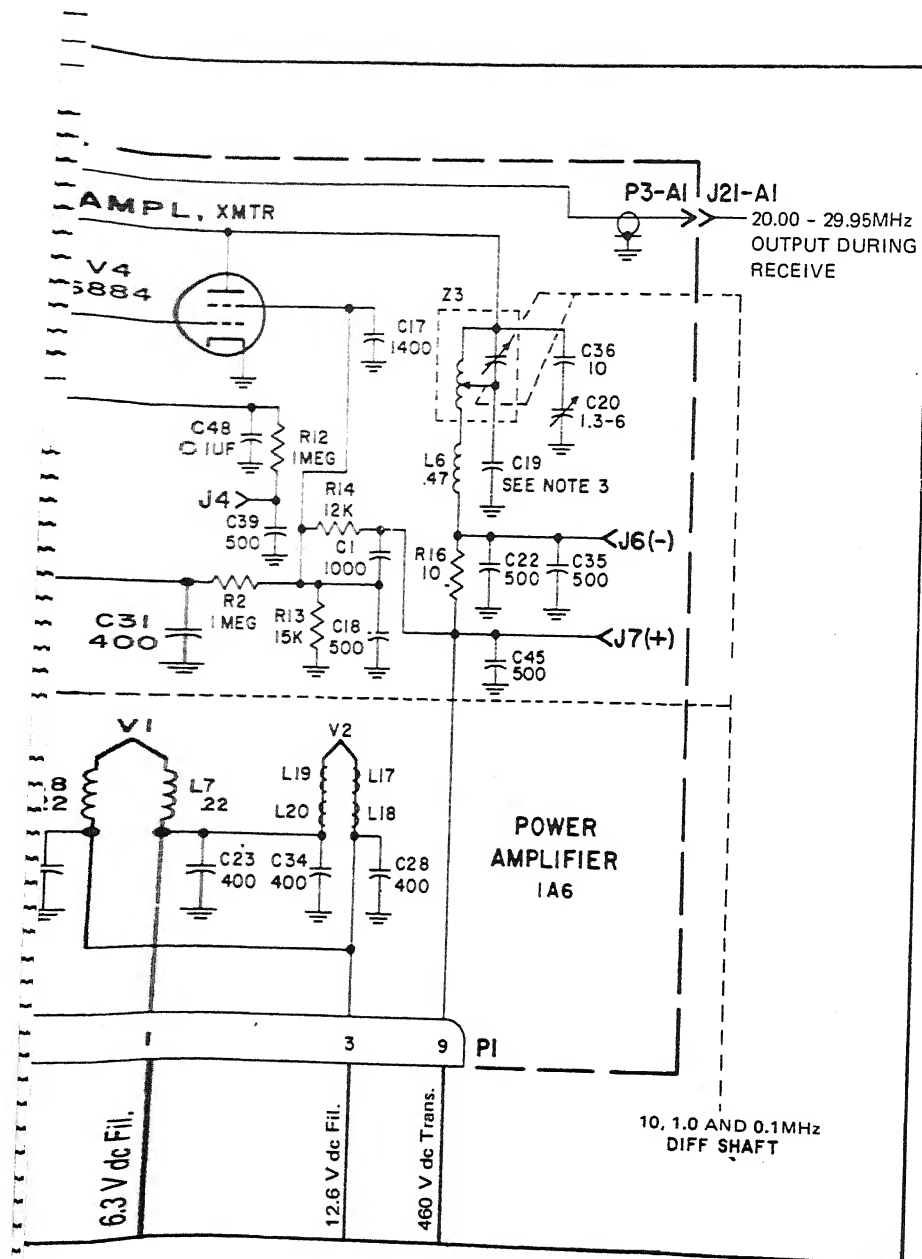 P3-A1 J21-A1
AMPL, XMTR
20.00 - 29.95MHz
OUTPUT DURING
RECEIVE
V4
5884
Z3
C17
1400
C36
10
C20
1.3-6
C48
0.1UF
R12
1MEG
L6
.47
C19
SEE NOTE 3
J4
R14
12K
C39
500
C1
1000
J6(-)
R16
10
C22
500
C35
500
R2
1MEG
R13
15K
C18
500
C31
400
J7(+)
C45
500
V1
V2
L7
.22
L19
L17
L20
L18
C23
400
C34
400
C28
400
POWER
AMPLIFIER
1A6
1
3
9
P1
6.3 V dc Fil.
12.6 V dc Fil.
460 V dc Trans.
10, 1.0 AND 0.1MHz
DIFF SHAFT